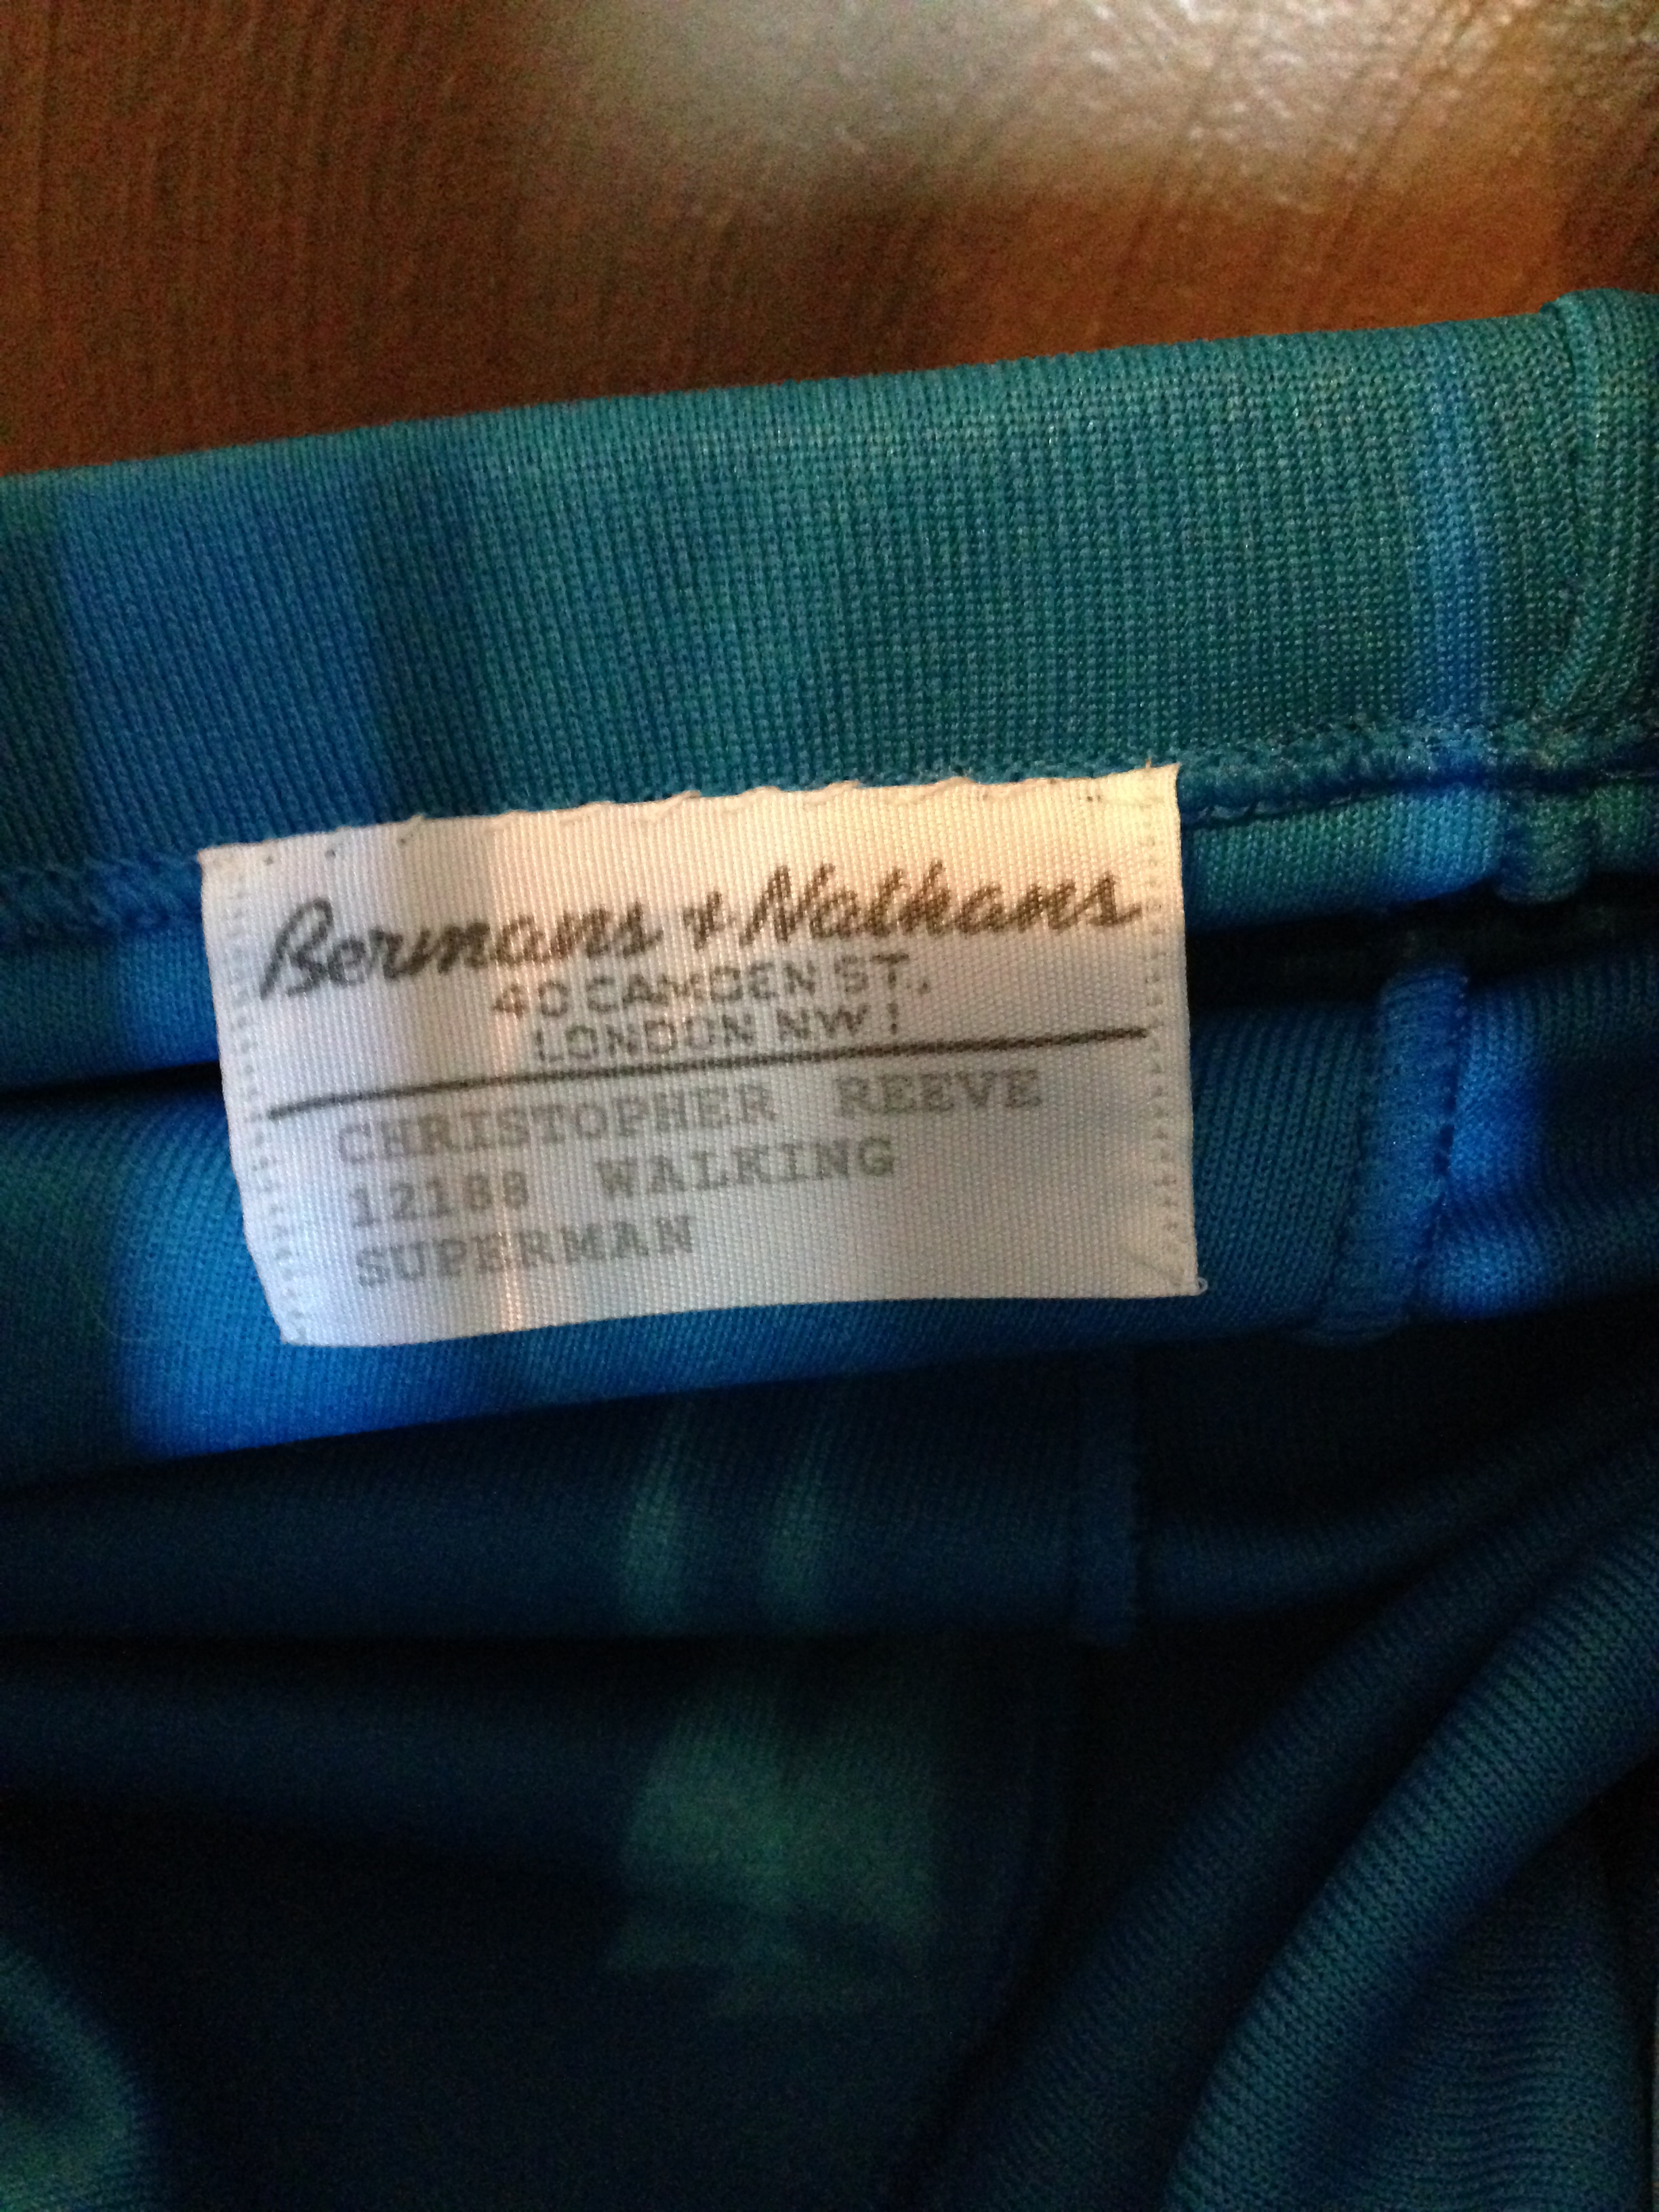 Bermans & Nathans
40 CAMDEN ST.,
LONDON NW1
CHRISTOPHER REEVE
12188 WALKING
SUPERMAN